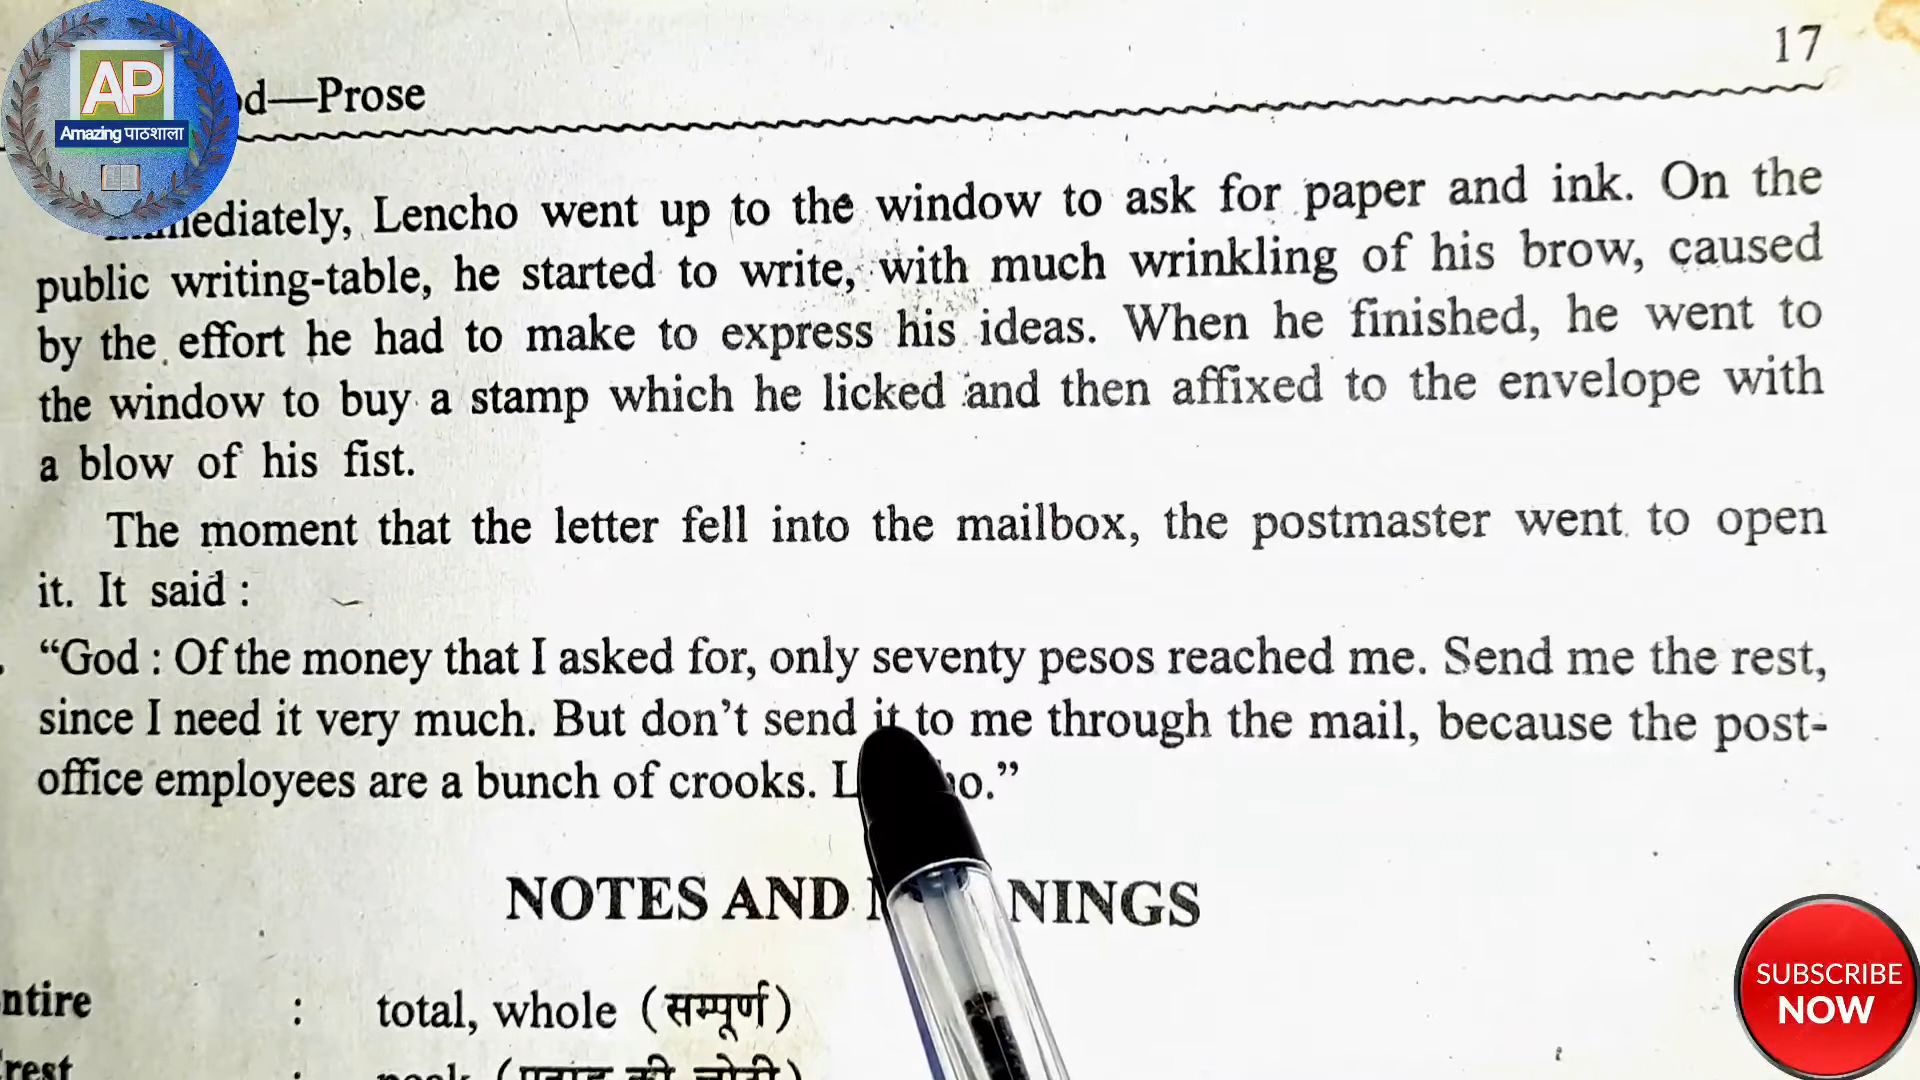 17
AP
Amazing पाठशाला
—Prose
Lencho went up to the window to ask for paper and ink. On the
public writing-table, he started to write, with much wrinkling of his brow, caused
by the effort he had to make to express his ideas. When he finished, he went to
the window to buy a stamp which he licked and then affixed to the envelope with
a blow of his fist.
The moment that the letter fell into the mailbox, the postmaster went to open
it. It said :
“God : Of the money that I asked for, only seventy pesos reached me. Send me the rest,
since I need it very much. But don’t send it to me through the mail, because the post-
office employees are a bunch of crooks.
NOTES AND
ntire : total, whole (सम्पूर्ण)
SUBSCRIBE
NOW